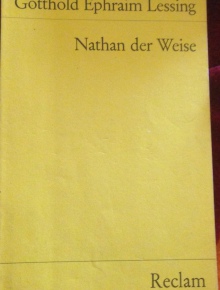 Gotthold Ephraim Lessing
Nathan der Weise
Reclam